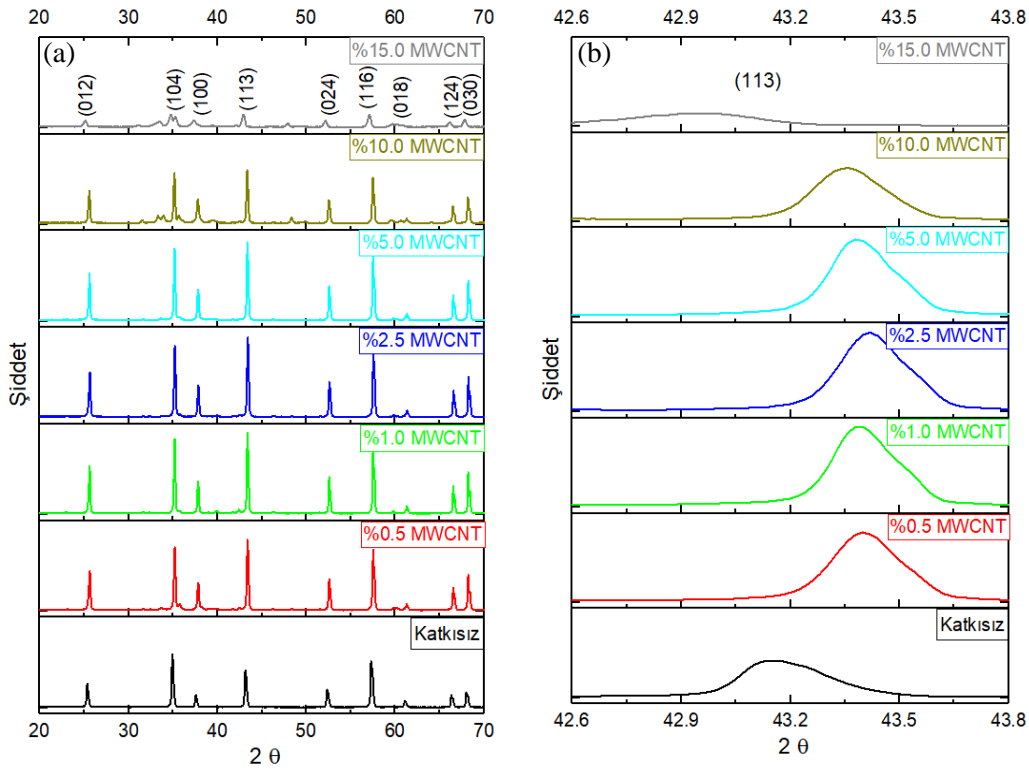 20 30 40 50 60 70
(a)
%15.0 MWCNT
(012)
(104)
(100)
(113)
(024)
(116)
(018)
(124)
(030)
%10.0 MWCNT
%5.0 MWCNT
%2.5 MWCNT
%1.0 MWCNT
%0.5 MWCNT
Katkısız
Şiddet
20 30 40 50 60 70
2 θ
42.6 42.9 43.2 43.5 43.8
(b)
%15.0 MWCNT
(113)
%10.0 MWCNT
%5.0 MWCNT
%2.5 MWCNT
%1.0 MWCNT
%0.5 MWCNT
Katkısız
Şiddet
42.6 42.9 43.2 43.5 43.8
2 θ